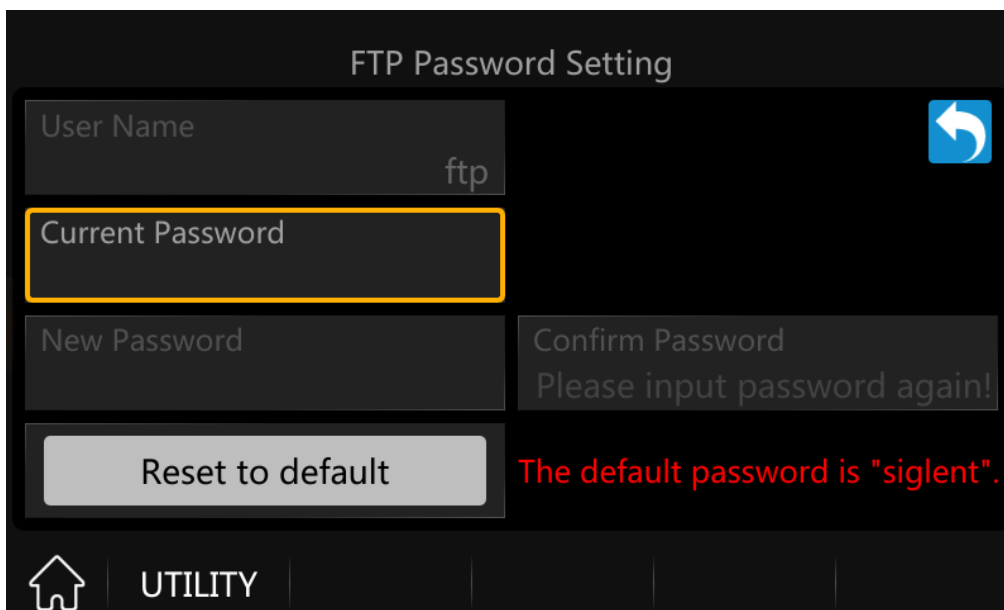 FTP Password Setting
User Name
ftp
Current Password
New Password
Confirm Password
Please input password again!
Reset to default
The default password is "siglent".
UTILITY